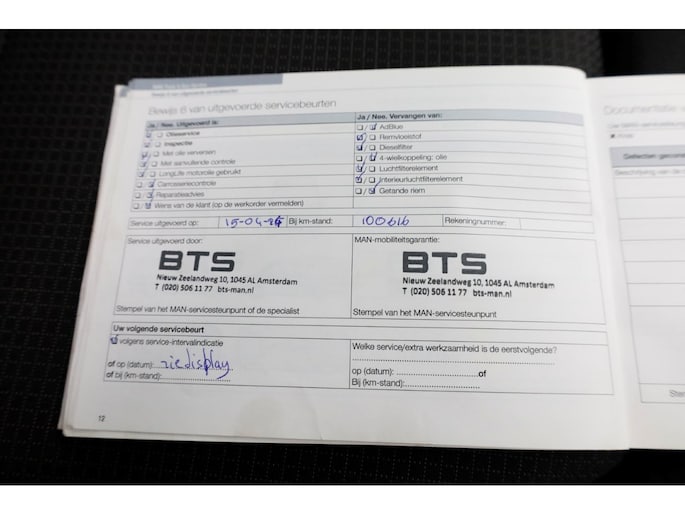 Bewijs 6 van uitgevoerde servicebeurten
Ja / Nee. Uitgevoerd is:
Olieservice
Inspectie
Met olie verversen
Met aanvullende controle
LongLife motorolie gebruikt
Carrosseriecontrole
Reparatieadvies
Wens van de klant (op de werkorder vermelden)
Ja / Nee. Vervangen van:
AdBlue
Remvloeistof
Dieselfilter
4-wielkoppeling: olie
Luchtfilterelement
Interieurluchtfilterelement
Getande riem
Service uitgevoerd op: 15-04-24 Bij km-stand: 100616 Rekeningnummer:
Service uitgevoerd door:
BTS
Nieuw Zeelandweg 10, 1045 AL Amsterdam
T (020) 506 11 77 bts-man.nl
Stempel van het MAN-servicesteunpunt of de specialist
MAN-mobiliteitsgarantie:
BTS
Nieuw Zeelandweg 10, 1045 AL Amsterdam
T (020) 506 11 77 bts-man.nl
Stempel van het MAN-servicesteunpunt
Uw volgende servicebeurt
volgens service-intervalindicatie
of op (datum): zie display
of bij (km-stand):
Welke service/extra werkzaamheid is de eerstvolgende?
op (datum): of
Bij (km-stand):
12
Documentatie